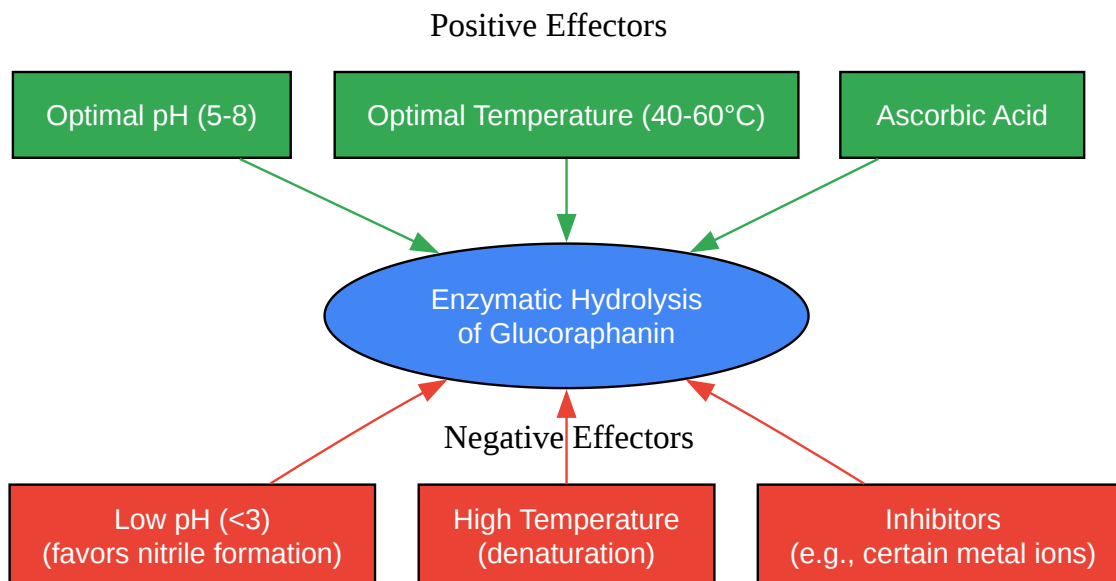 Positive Effectors
Optimal pH (5-8)
Optimal Temperature (40-60°C)
Ascorbic Acid
Enzymatic Hydrolysis
of Glucoraphanin
Negative Effectors
Low pH (<3)
(favors nitrile formation)
High Temperature
(denaturation)
Inhibitors
(e.g., certain metal ions)